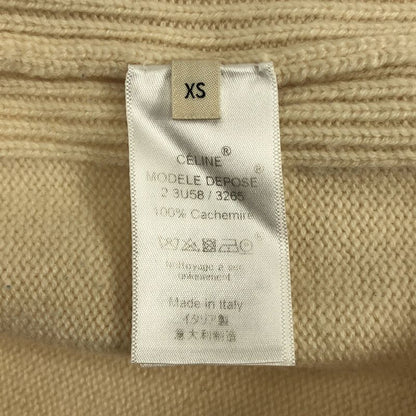 XS
CÉLINE®
MODELE DEPOSE®
2 3U58 / 3265
100% Cachemire
Nettoyage à sec
uniquement
Made in Italy
イタリア製
意大利制造